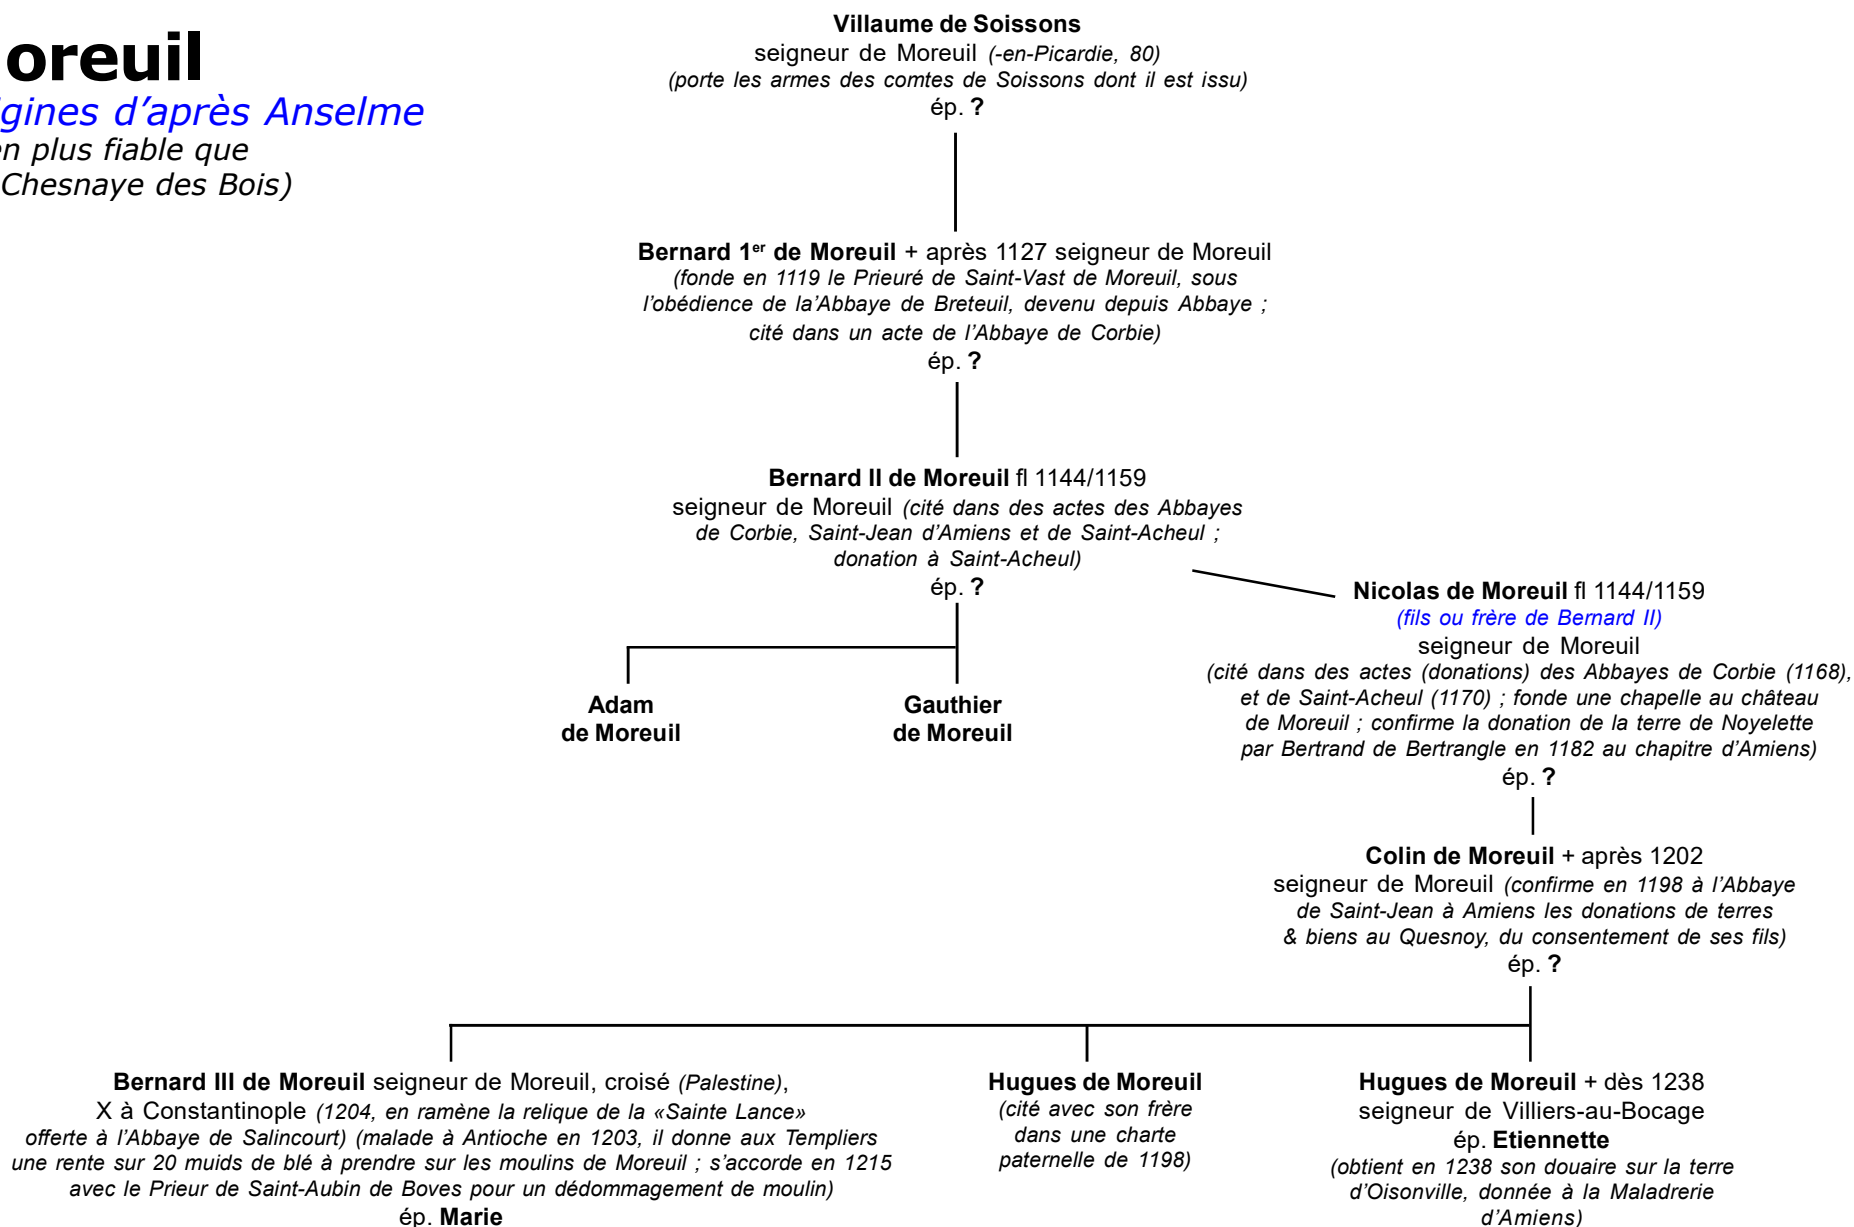 oreuil
gines d’après Anselme
en plus fiable que
Chesnaye des Bois)
Villaume de Soissons
seigneur de Moreuil (-en-Picardie, 80)
(porte les armes des comtes de Soissons dont il est issu)
ép. ?
Bernard 1er de Moreuil + après 1127 seigneur de Moreuil
(fonde en 1119 le Prieuré de Saint-Vast de Moreuil, sous
l’obédience de la’Abbaye de Breteuil, devenu depuis Abbaye ;
cité dans un acte de l’Abbaye de Corbie)
ép. ?
Bernard II de Moreuil fl 1144/1159
seigneur de Moreuil (cité dans des actes des Abbayes
de Corbie, Saint-Jean d’Amiens et de Saint-Acheul ;
donation à Saint-Acheul)
ép. ?
Nicolas de Moreuil fl 1144/1159
(fils ou frère de Bernard II)
seigneur de Moreuil
(cité dans des actes (donations) des Abbayes de Corbie (1168),
et de Saint-Acheul (1170) ; fonde une chapelle au château
de Moreuil ; confirme la donation de la terre de Noyelette
par Bertrand de Bertrangle en 1182 au chapitre d’Amiens)
ép. ?
Adam
de Moreuil
Gauthier
de Moreuil
Colin de Moreuil + après 1202
seigneur de Moreuil (confirme en 1198 à l’Abbaye
de Saint-Jean à Amiens les donations de terres
& biens au Quesnoy, du consentement de ses fils)
ép. ?
Bernard III de Moreuil seigneur de Moreuil, croisé (Palestine),
X à Constantinople (1204, en ramène la relique de la «Sainte Lance»
offerte à l’Abbaye de Salincourt) (malade à Antioche en 1203, il donne aux Templiers
une rente sur 20 muids de blé à prendre sur les moulins de Moreuil ; s’accorde en 1215
avec le Prieur de Saint-Aubin de Boves pour un dédommagement de moulin)
ép. Marie
Hugues de Moreuil
(cité avec son frère
dans une charte
paternelle de 1198)
Hugues de Moreuil + dès 1238
seigneur de Villiers-au-Bocage
ép. Etiennette
(obtient en 1238 son douaire sur la terre
d’Oisonville, donnée à la Maladrerie
d’Amiens)